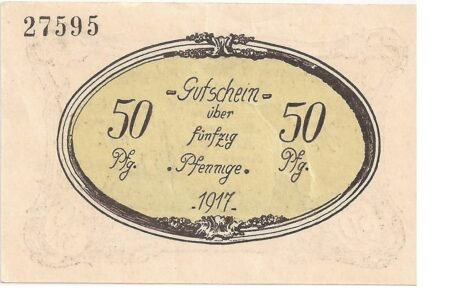 27595
-Gutschein-
über
50 fünfzig 50
Pfg. . Pfennige . Pfg.
-1917-